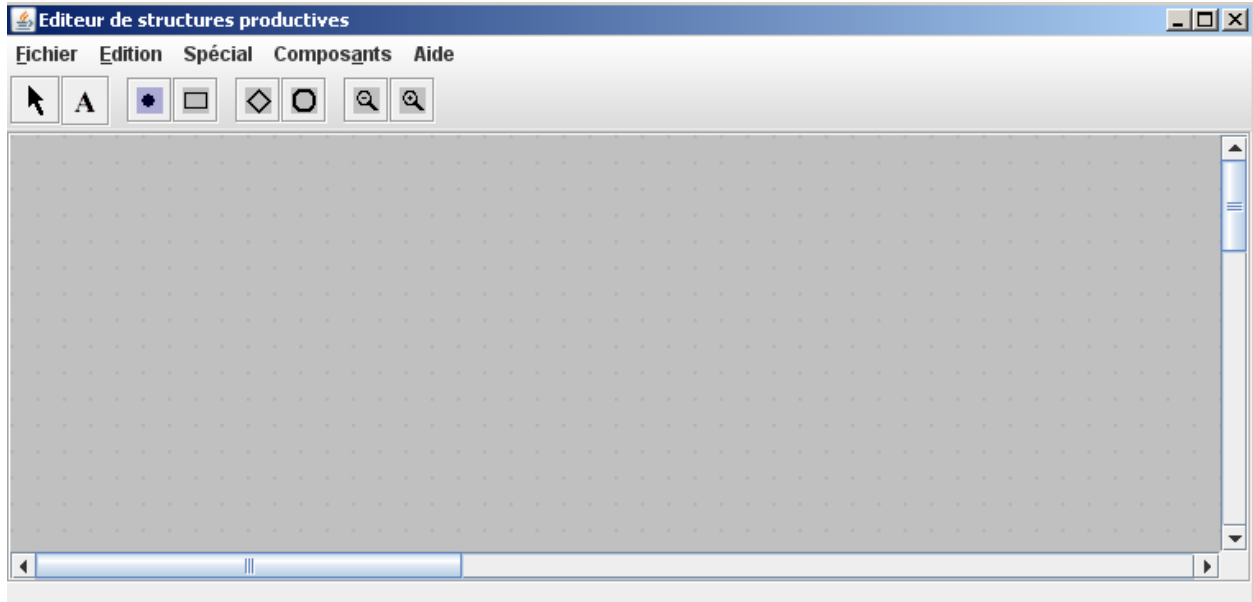 Editeur de structures productives
Fichier Edition Spécial Composants Aide
A